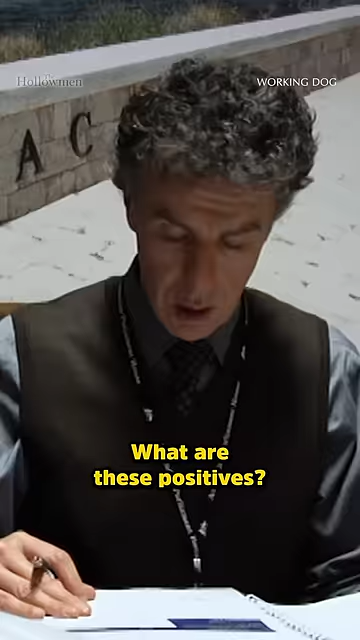 The
Hollowmen
WORKING DOG
A C
What are
these positives?